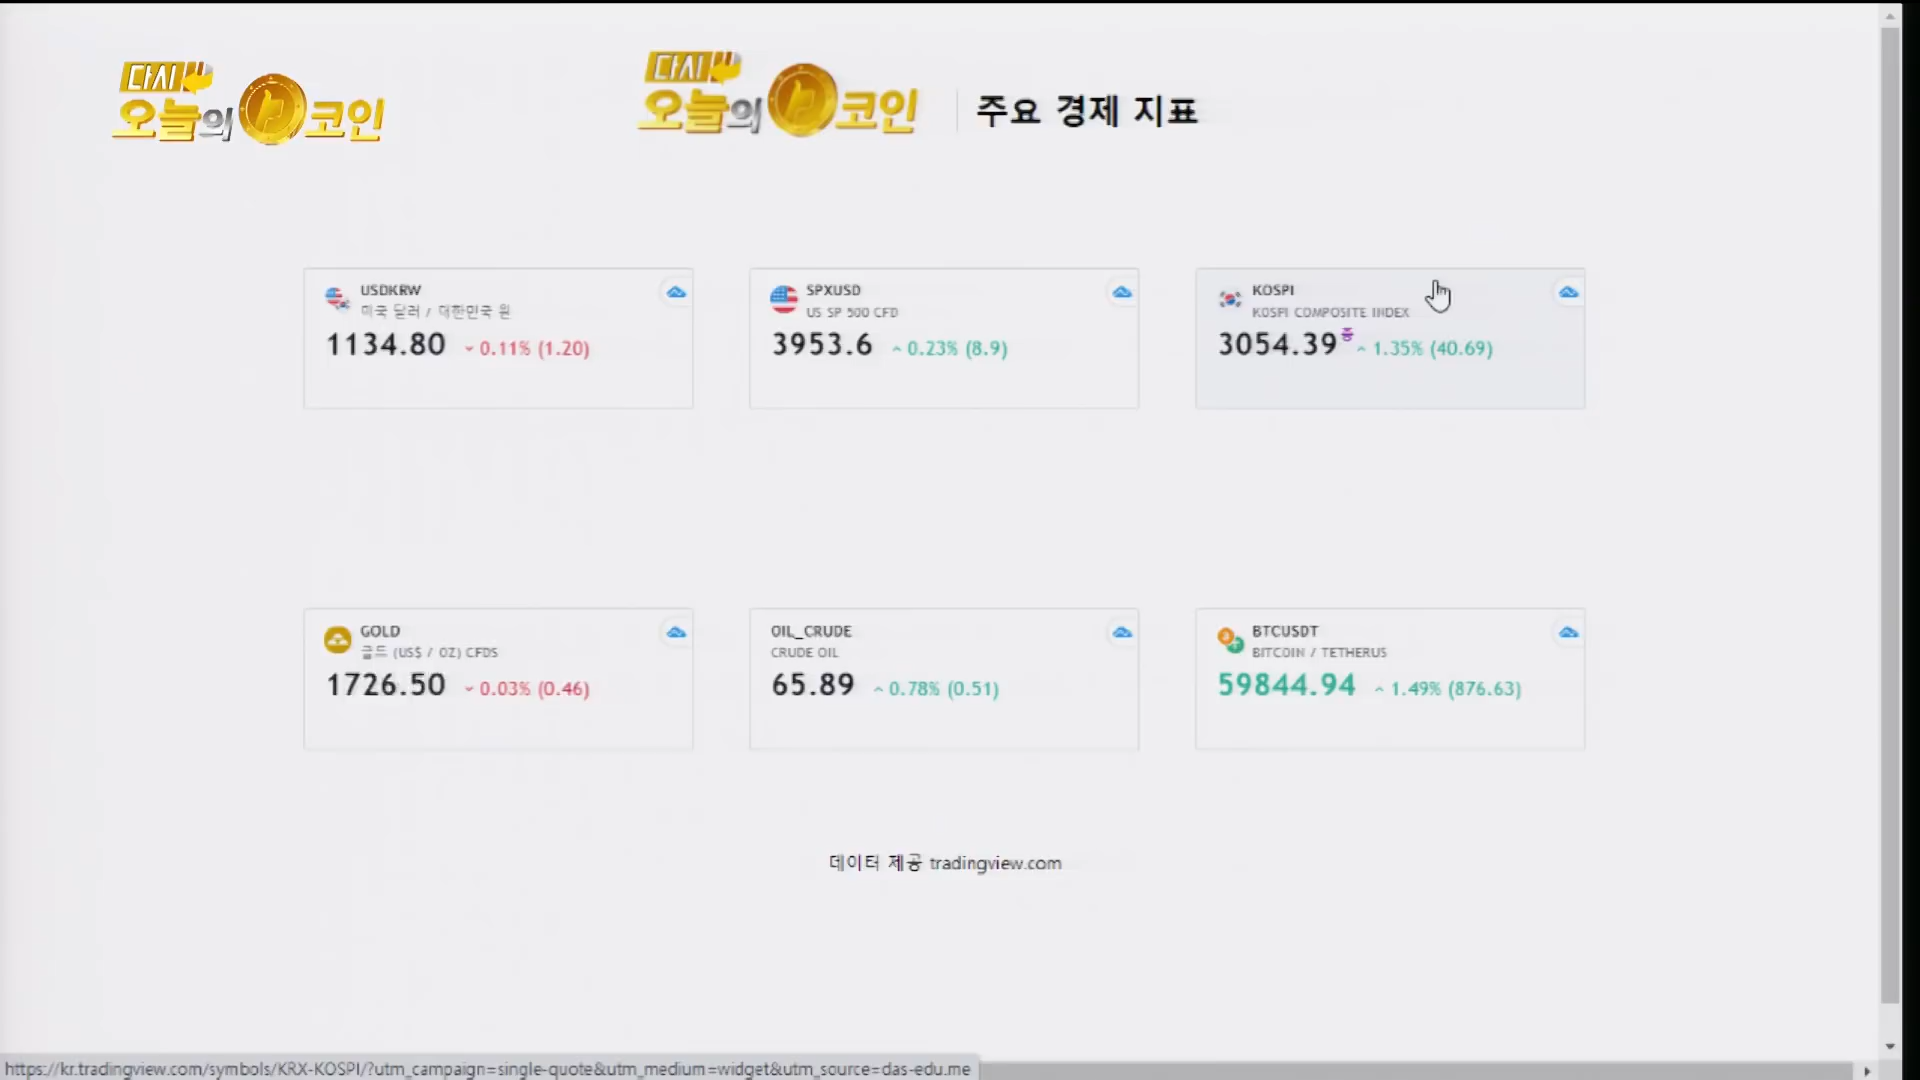 다시
오늘의 코인
다시
오늘의 코인
주요 경제 지표
USDKRW
미국 달러 / 대한민국 원
1134.80 0.11% (1.20)
SPXUSD
US SP 500 CFD
3953.6 0.23% (8.9)
KOSPI
KOSPI COMPOSITE INDEX
3054.39 종 1.35% (40.69)
GOLD
골드 (US$ / OZ) CFDS
1726.50 0.03% (0.46)
OIL_CRUDE
CRUDE OIL
65.89 0.78% (0.51)
BTCUSDT
BITCOIN / TETHERUS
59844.94 1.49% (876.63)
데이터 제공 tradingview.com
https://kr.tradingview.com/symbols/KRX-KOSPI/?utm_campaign=single-quote&utm_medium=widget&utm_source=das-edu.me